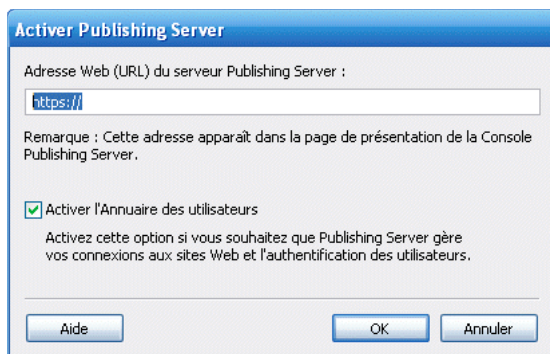 Activer Publishing Server
Adresse Web (URL) du serveur Publishing Server :
https://
Remarque : Cette adresse apparaît dans la page de présentation de la Console
Publishing Server.
Activer l'Annuaire des utilisateurs
Activez cette option si vous souhaitez que Publishing Server gère
vos connexions aux sites Web et l'authentification des utilisateurs.
Aide
OK
Annuler